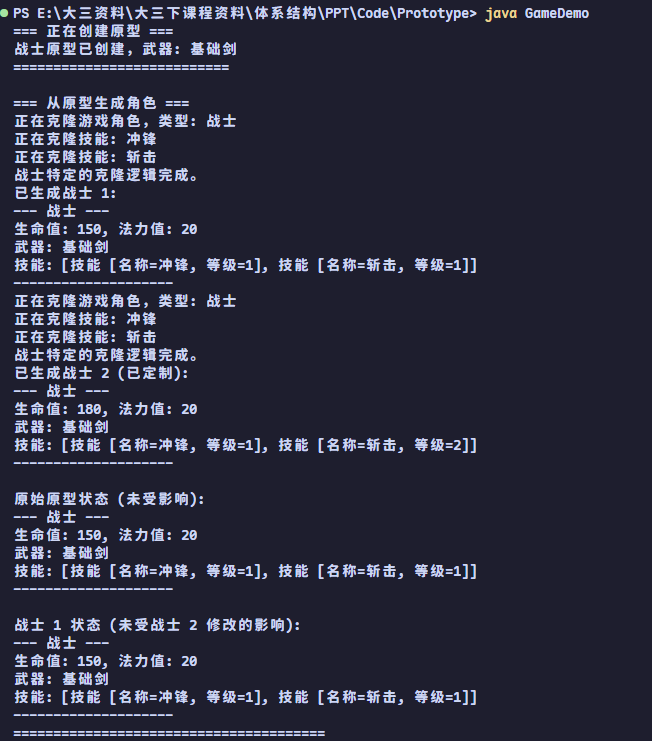 PS E:\大三资料\大三下课程资料\体系结构\PPT\Code\Prototype> java GameDemo
=== 正在创建原型 ===
战士原型已创建, 武器: 基础剑
===========================
=== 从原型生成角色 ===
正在克隆游戏角色, 类型: 战士
正在克隆技能: 冲锋
正在克隆技能: 斩击
战士特定的克隆逻辑完成。
已生成战士 1:
--- 战士 ---
生命值: 150, 法力值: 20
武器: 基础剑
技能: [技能 [名称=冲锋, 等级=1], 技能 [名称=斩击, 等级=1]]
--------------------
正在克隆游戏角色, 类型: 战士
正在克隆技能: 冲锋
正在克隆技能: 斩击
战士特定的克隆逻辑完成。
已生成战士 2 (已定制):
--- 战士 ---
生命值: 180, 法力值: 20
武器: 基础剑
技能: [技能 [名称=冲锋, 等级=1], 技能 [名称=斩击, 等级=2]]
--------------------
原始原型状态 (未受影响):
--- 战士 ---
生命值: 150, 法力值: 20
武器: 基础剑
技能: [技能 [名称=冲锋, 等级=1], 技能 [名称=斩击, 等级=1]]
--------------------
战士 1 状态 (未受战士 2 修改的影响):
--- 战士 ---
生命值: 150, 法力值: 20
武器: 基础剑
技能: [技能 [名称=冲锋, 等级=1], 技能 [名称=斩击, 等级=1]]
--------------------
=======================================